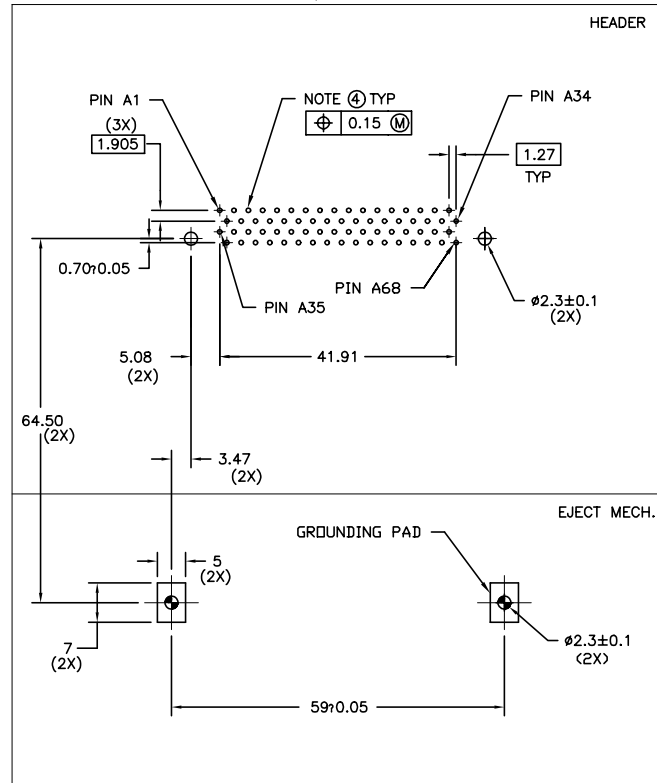 HEADER
PIN A1
NOTE ④ TYP
PIN A34
(3X)
0.15 Ⓜ
1.905
1.27
TYP
0.70?0.05
PIN A35
PIN A68
ø2.3±0.1
(2X)
5.08
(2X)
41.91
64.50
(2X)
3.47
(2X)
EJECT MECH.
GROUNDING PAD
5
(2X)
7
(2X)
ø2.3±0.1
(2X)
59?0.05